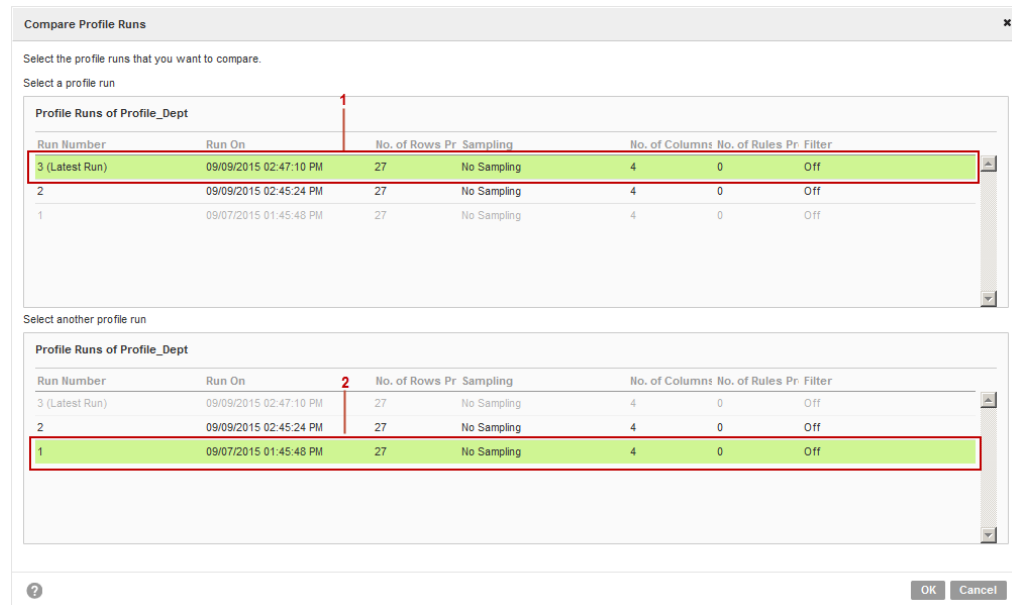 Compare Profile Runs
Select the profile runs that you want to compare.
Select a profile run
1
Profile Runs of Profile_Dept
Run Number Run On No. of Rows Pr Sampling No. of Columns No. of Rules Pr Filter
3 (Latest Run) 09/09/2015 02:47:10 PM 27 No Sampling 4 0 Off
2 09/09/2015 02:45:24 PM 27 No Sampling 4 0 Off
1 09/07/2015 01:45:48 PM 27 No Sampling 4 0 Off
Select another profile run
Profile Runs of Profile_Dept
Run Number Run On 2 No. of Rows Pr Sampling No. of Columns No. of Rules Pr Filter
3 (Latest Run) 09/09/2015 02:47:10 PM 27 No Sampling 4 0 Off
2 09/09/2015 02:45:24 PM 27 No Sampling 4 0 Off
1 09/07/2015 01:45:48 PM 27 No Sampling 4 0 Off
? OK Cancel